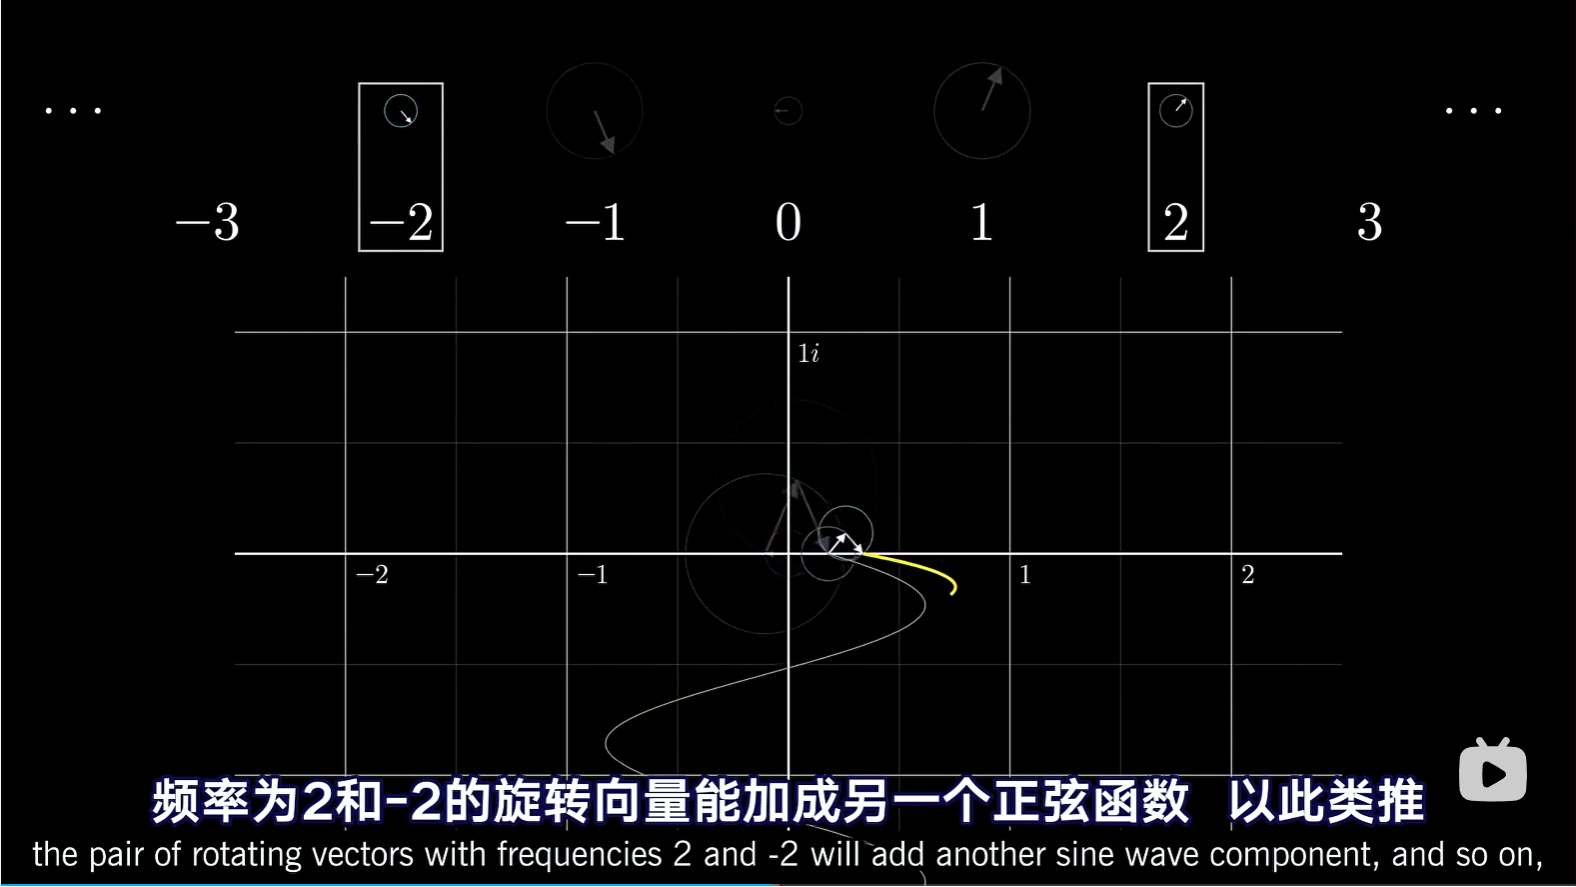 ... ...
−3 −2 −1 0 1 2 3
1i
−2 −1 1 2
频率为2和-2的旋转向量能加成另一个正弦函数 以此类推
the pair of rotating vectors with frequencies 2 and -2 will add another sine wave component, and so on,